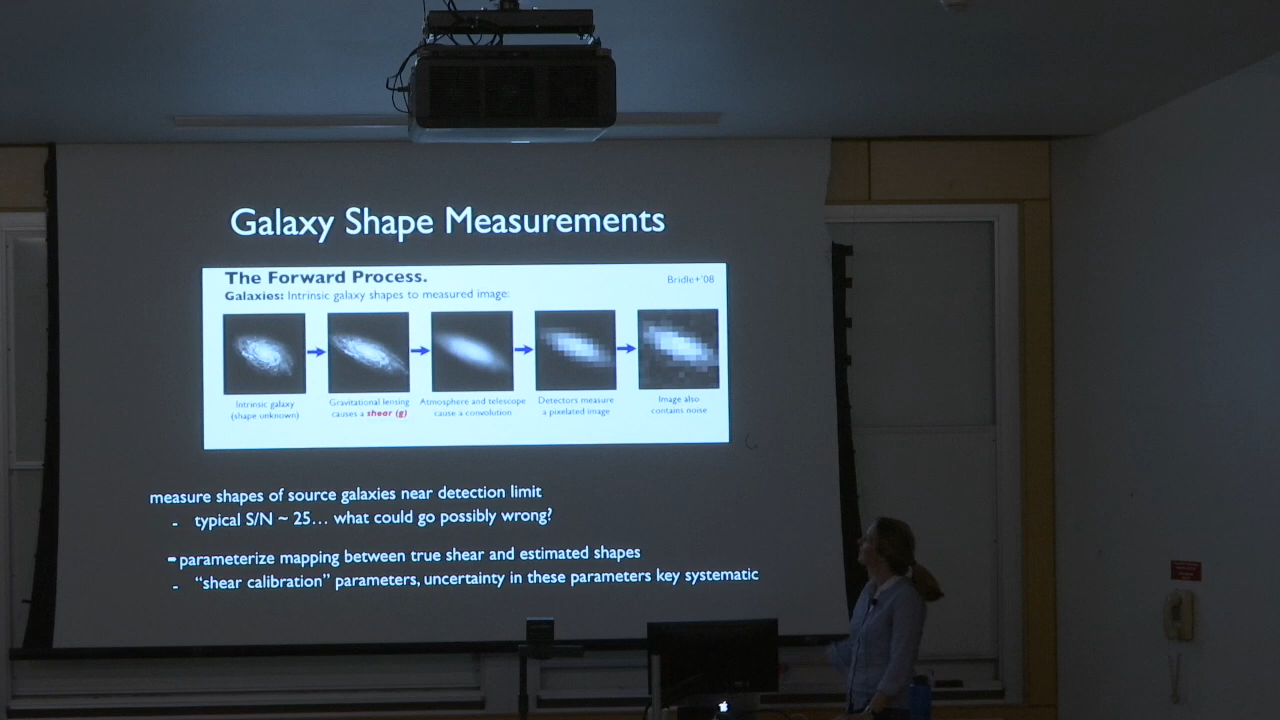 Galaxy Shape Measurements
The Forward Process.
Bridle+'08
Galaxies: Intrinsic galaxy shapes to measured image:
Intrinsic galaxy
(shape unknown)
Gravitational lensing
causes a shear (g)
Atmosphere and telescope
cause a convolution
Detectors measure
a pixelated image
Image also
contains noise
measure shapes of source galaxies near detection limit
- typical S/N ~ 25... what could go possibly wrong?
- parameterize mapping between true shear and estimated shapes
- "shear calibration" parameters, uncertainty in these parameters key systematic